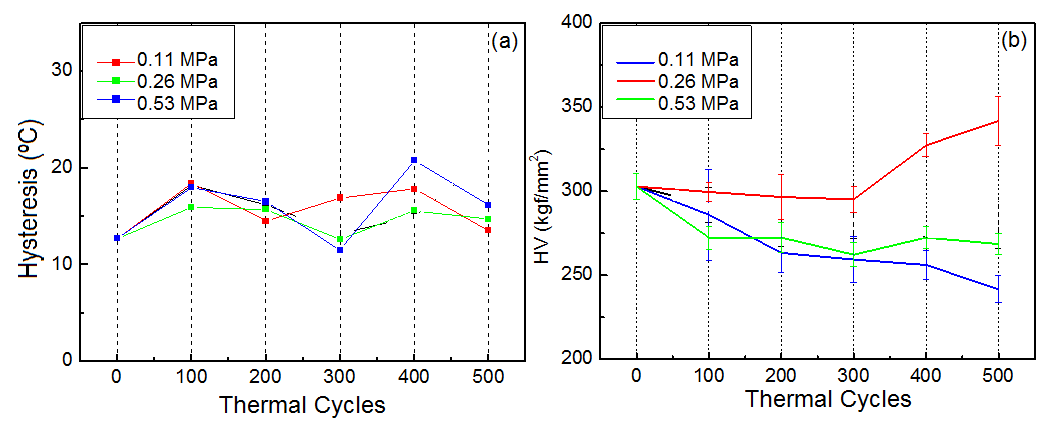 (a)
0.11 MPa
0.26 MPa
0.53 MPa
30
20
10
0
Hysteresis (ºC)
0 100 200 300 400 500
Thermal Cycles
(b)
0.11 MPa
0.26 MPa
0.53 MPa
400
350
300
250
200
HV (kgf/mm²)
0 100 200 300 400 500
Thermal Cycles